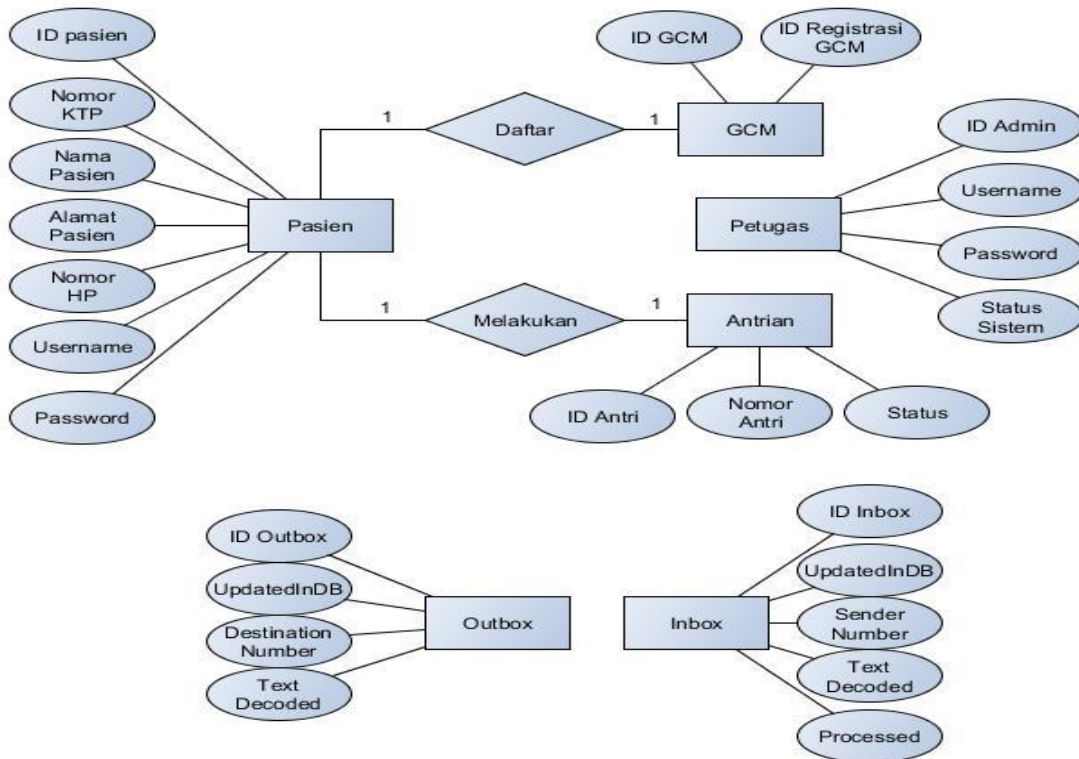 ID pasien
Nomor
KTP
Nama
Pasien
Alamat
Pasien
Nomor
HP
Username
Password
Pasien
1
Daftar
1
GCM
ID GCM
ID Registrasi
GCM
1
Melakukan
1
Antrian
ID Antri
Nomor
Antri
Status
Petugas
ID Admin
Username
Password
Status
Sistem
ID Outbox
UpdatedInDB
Destination
Number
Text
Decoded
Outbox
Inbox
ID Inbox
UpdatedInDB
Sender
Number
Text
Decoded
Processed